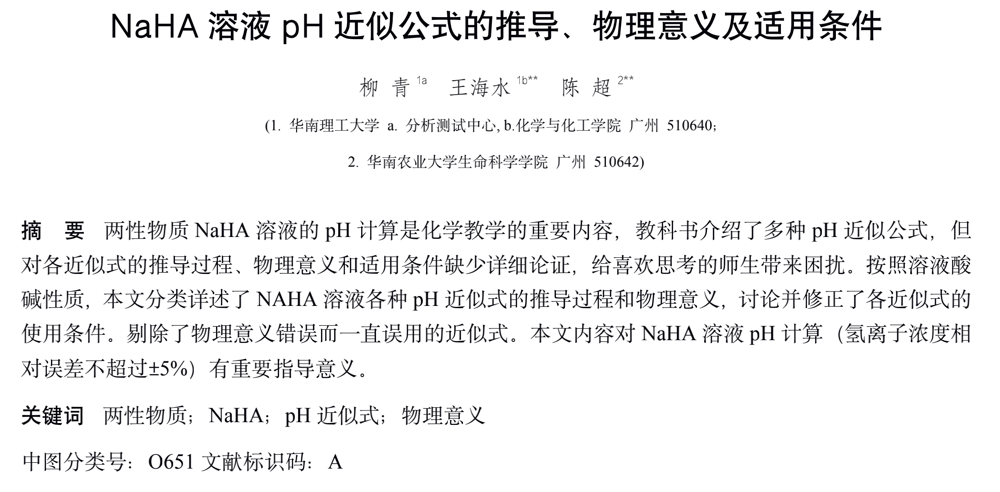 NaHA 溶液 pH 近似公式的推导、物理意义及适用条件
柳 青 1a 王海水 1b** 陈 超 2**
(1. 华南理工大学 a. 分析测试中心, b.化学与化工学院 广州 510640；
2. 华南农业大学生命科学学院 广州 510642)
摘 要 两性物质 NaHA 溶液的 pH 计算是化学教学的重要内容，教科书介绍了多种 pH 近似公式，但
对各近似式的推导过程、物理意义和适用条件缺少详细论证，给喜欢思考的师生带来困扰。按照溶液酸
碱性质，本文分类详述了 NAHA 溶液各种 pH 近似式的推导过程和物理意义，讨论并修正了各近似式的
使用条件。剔除了物理意义错误而一直误用的近似式。本文内容对 NaHA 溶液 pH 计算（氢离子浓度相
对误差不超过±5%）有重要指导意义。
关键词 两性物质；NaHA；pH 近似式；物理意义
中图分类号：O651 文献标识码：A